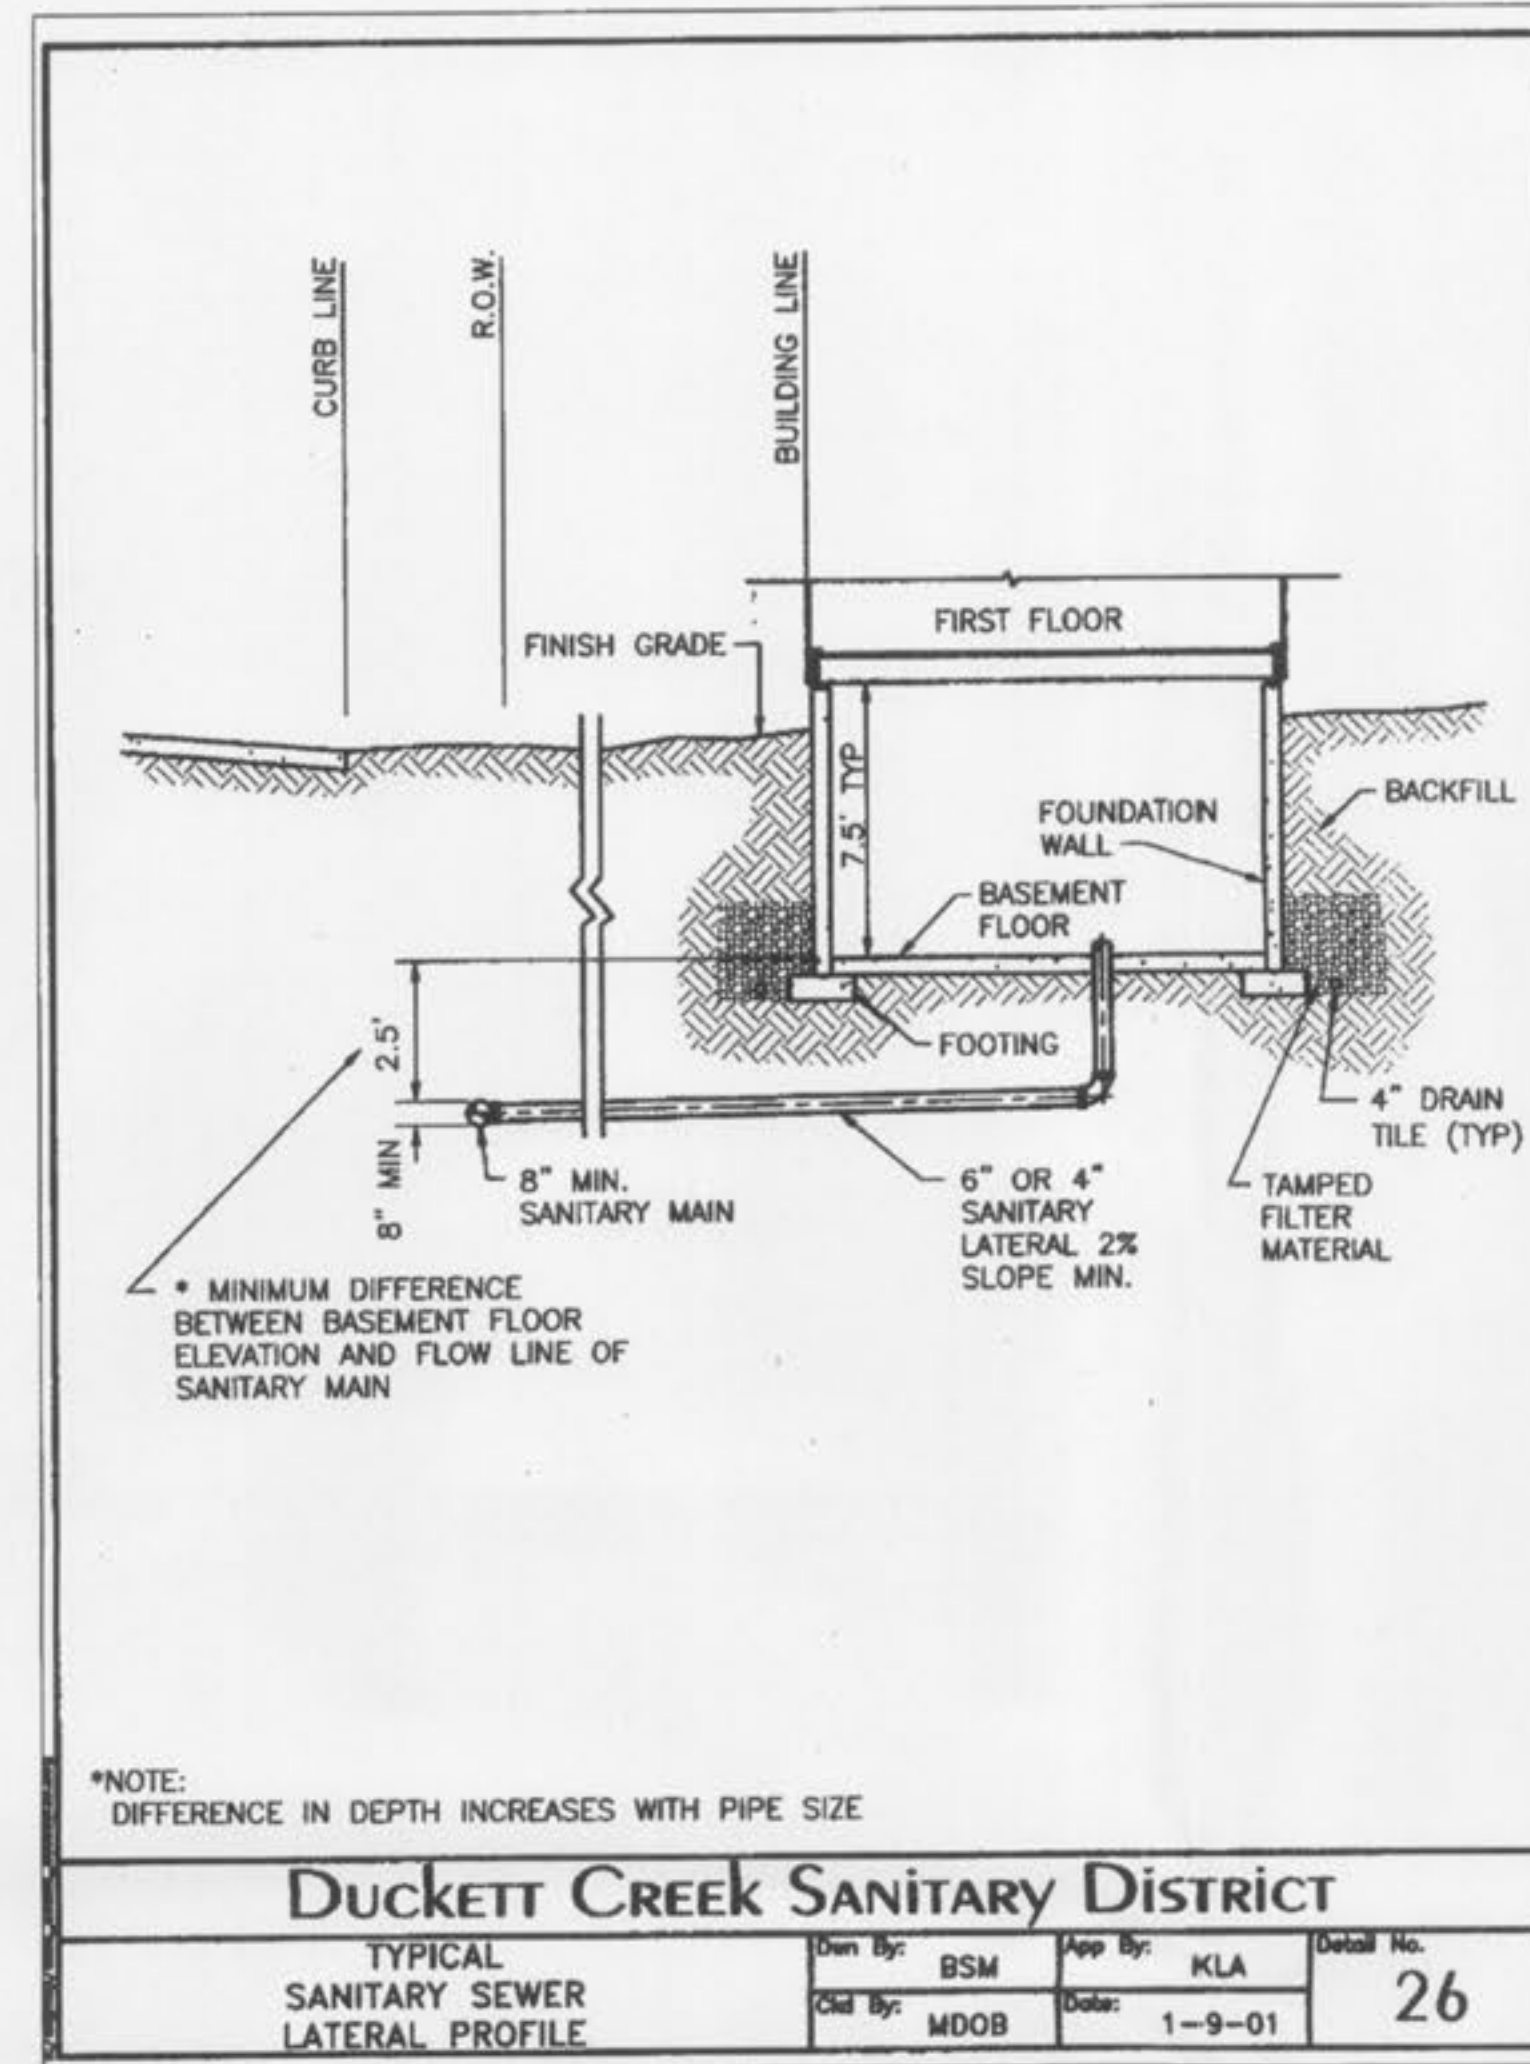 CURB LINE
R.O.W.
BUILDING LINE
FIRST FLOOR
FINISH GRADE
7.5' TYP
BACKFILL
FOUNDATION
WALL
BASEMENT
FLOOR
2.5'
FOOTING
4" DRAIN
TILE (TYP)
8" MIN
8" MIN.
SANITARY MAIN
6" OR 4"
SANITARY
LATERAL 2%
SLOPE MIN.
TAMPED
FILTER
MATERIAL
* MINIMUM DIFFERENCE
BETWEEN BASEMENT FLOOR
ELEVATION AND FLOW LINE OF
SANITARY MAIN
*NOTE:
DIFFERENCE IN DEPTH INCREASES WITH PIPE SIZE
Duckett Creek Sanitary District
TYPICAL
SANITARY SEWER
LATERAL PROFILE
Dwn By: BSM
App By: KLA
Detail No.
26
Ckd By: MDOB
Date: 1-9-01